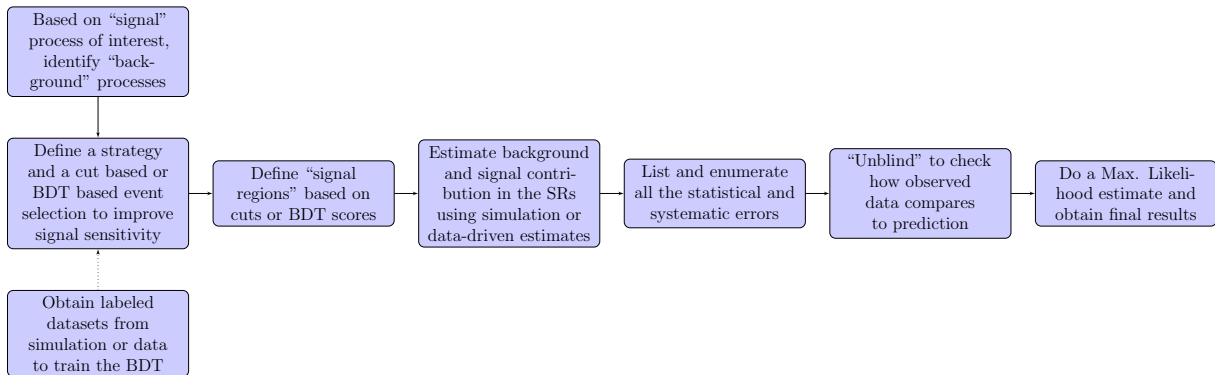 Based on “signal”
process of interest,
identify “back-
ground” processes
Define a strategy
and a cut based or
BDT based event
selection to improve
signal sensitivity
Obtain labeled
datasets from
simulation or data
to train the BDT
Define “signal
regions” based on
cuts or BDT scores
Estimate background
and signal contri-
bution in the SRs
using simulation or
data-driven estimates
List and enumerate
all the statistical and
systematic errors
“Unblind” to check
how observed
data compares
to prediction
Do a Max. Likeli-
hood estimate and
obtain final results